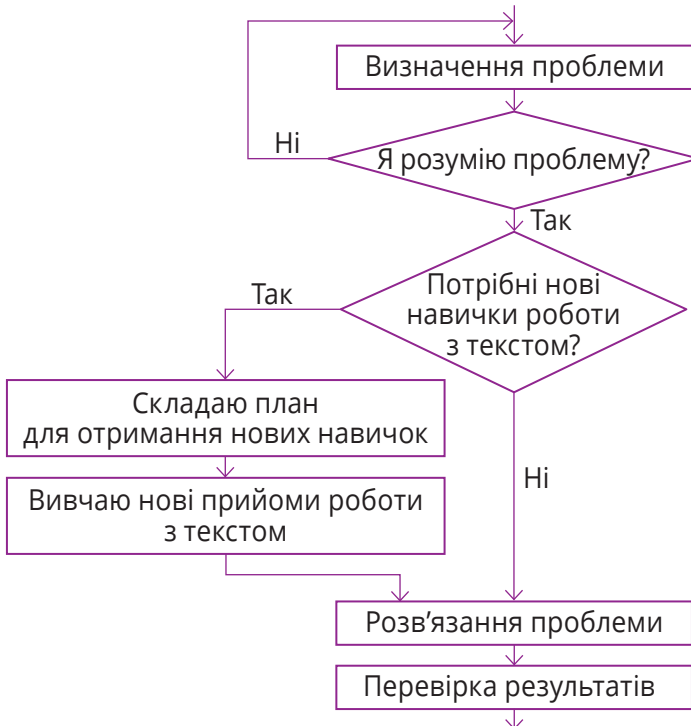 Визначення проблеми
Ні
Я розумію проблему?
Так
Так
Потрібні нові
навички роботи
з текстом?
Складаю план
для отримання нових навичок
Ні
Вивчаю нові прийоми роботи
з текстом
Розв'язання проблеми
Перевірка результатів